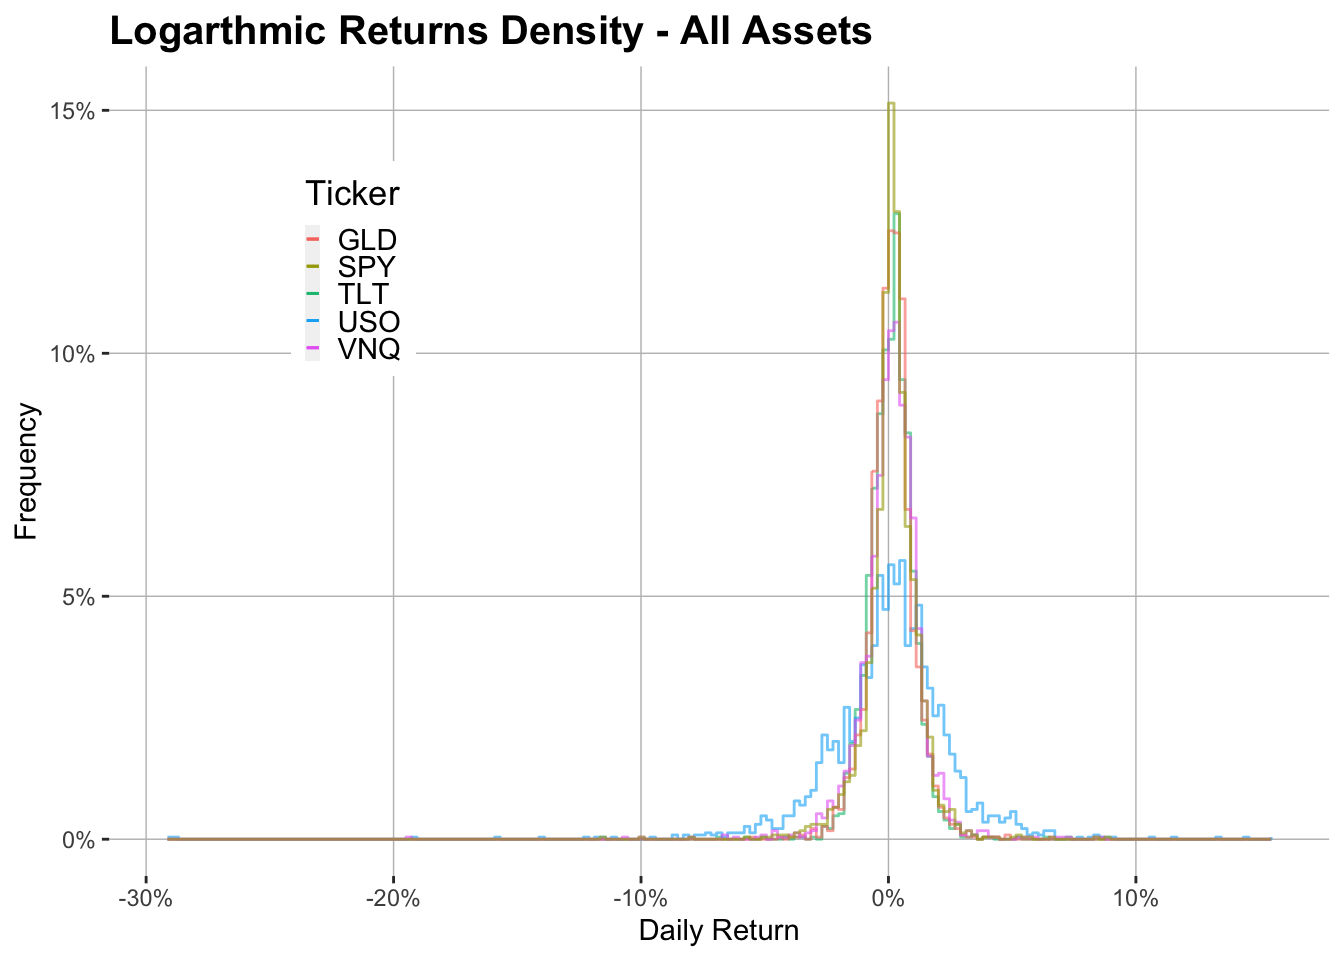 Logarthmic Returns Density - All Assets
15%
10%
5%
0%
Frequency
Ticker
GLD
SPY
TLT
USO
VNQ
-30%
-20%
-10%
0%
10%
Daily Return